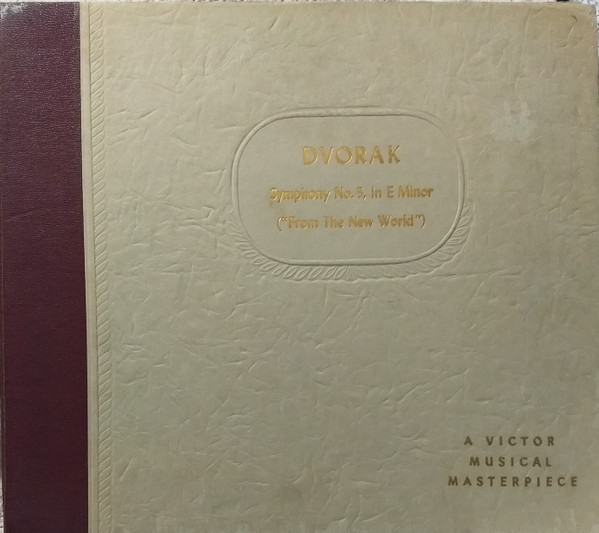 DVORAK
Symphony No. 5, In E Minor
("From The New World")
A VICTOR
MUSICAL
MASTERPIECE